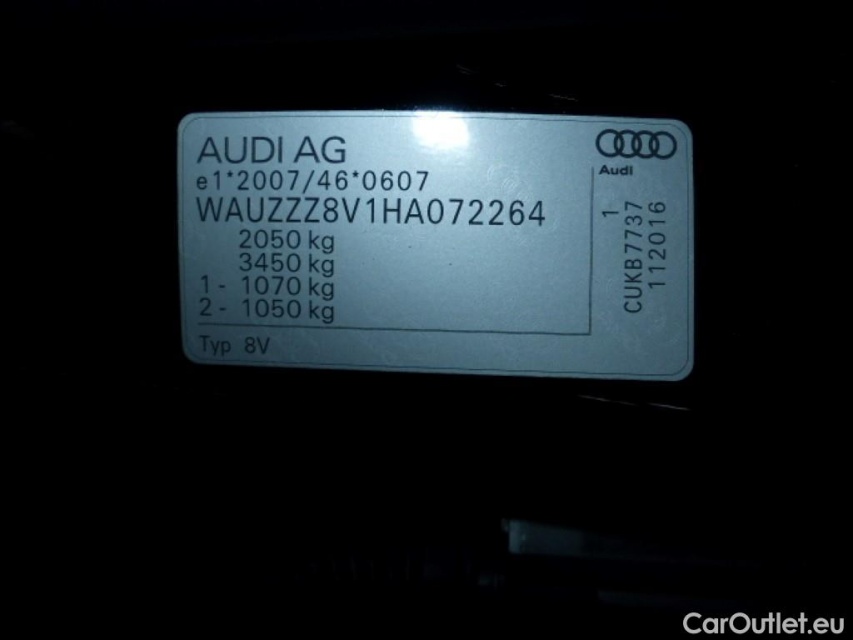 AUDI AG
e1*2007/46*0607
WAUZZZ8V1HA072264
2050 kg
3450 kg
1 - 1070 kg
2 - 1050 kg
Typ 8V
Audi
1
CUKB7737
112016
CarOutlet.eu